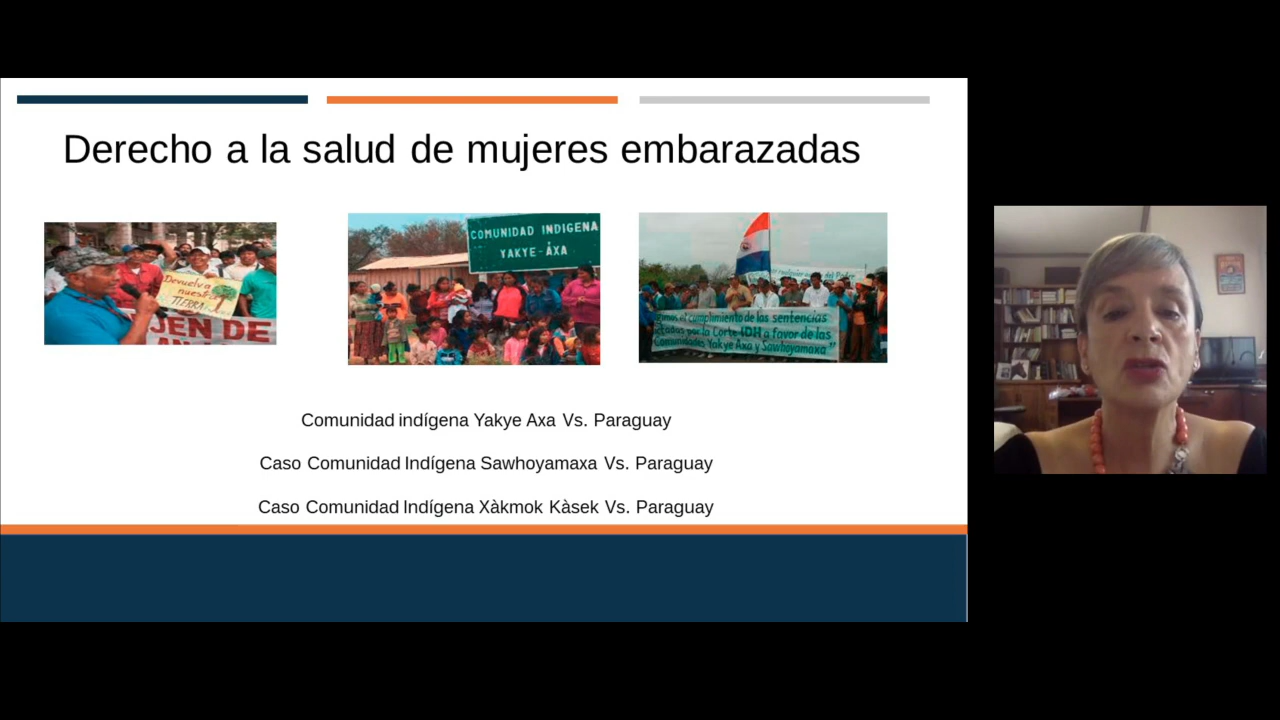 Derecho a la salud de mujeres embarazadas
Devuelva
nuestra
TIERRA
JEN DE
COMUNIDAD INDIGENA
YAKYE-AXA
el cumplimiento de las sentencias
por la Corte IDH a favor de las
Comunidades Yakye Axa y Sawhoyamaxa"
Comunidad indígena Yakye Axa Vs. Paraguay
Caso Comunidad Indígena Sawhoyamaxa Vs. Paraguay
Caso Comunidad Indígena Xàkmok Kàsek Vs. Paraguay